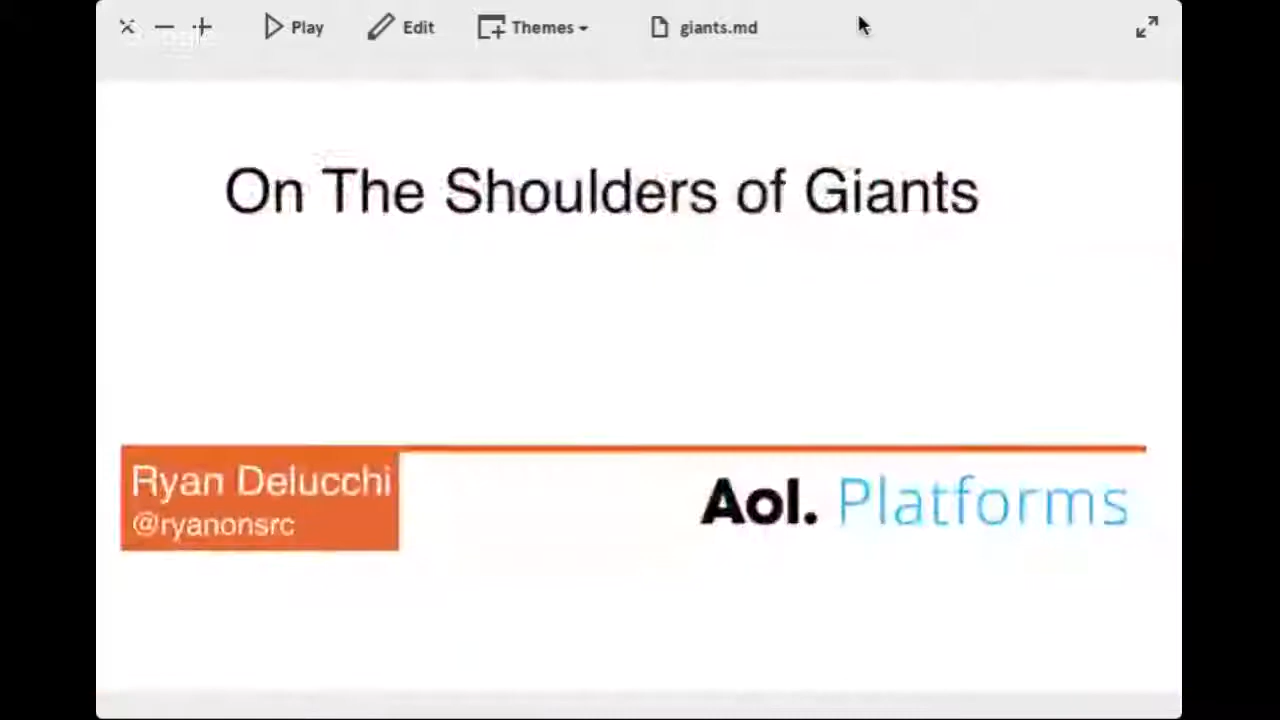 Play Edit Themes giants.md
On The Shoulders of Giants
Ryan Delucchi
@ryanonsrc
Aol. Platforms